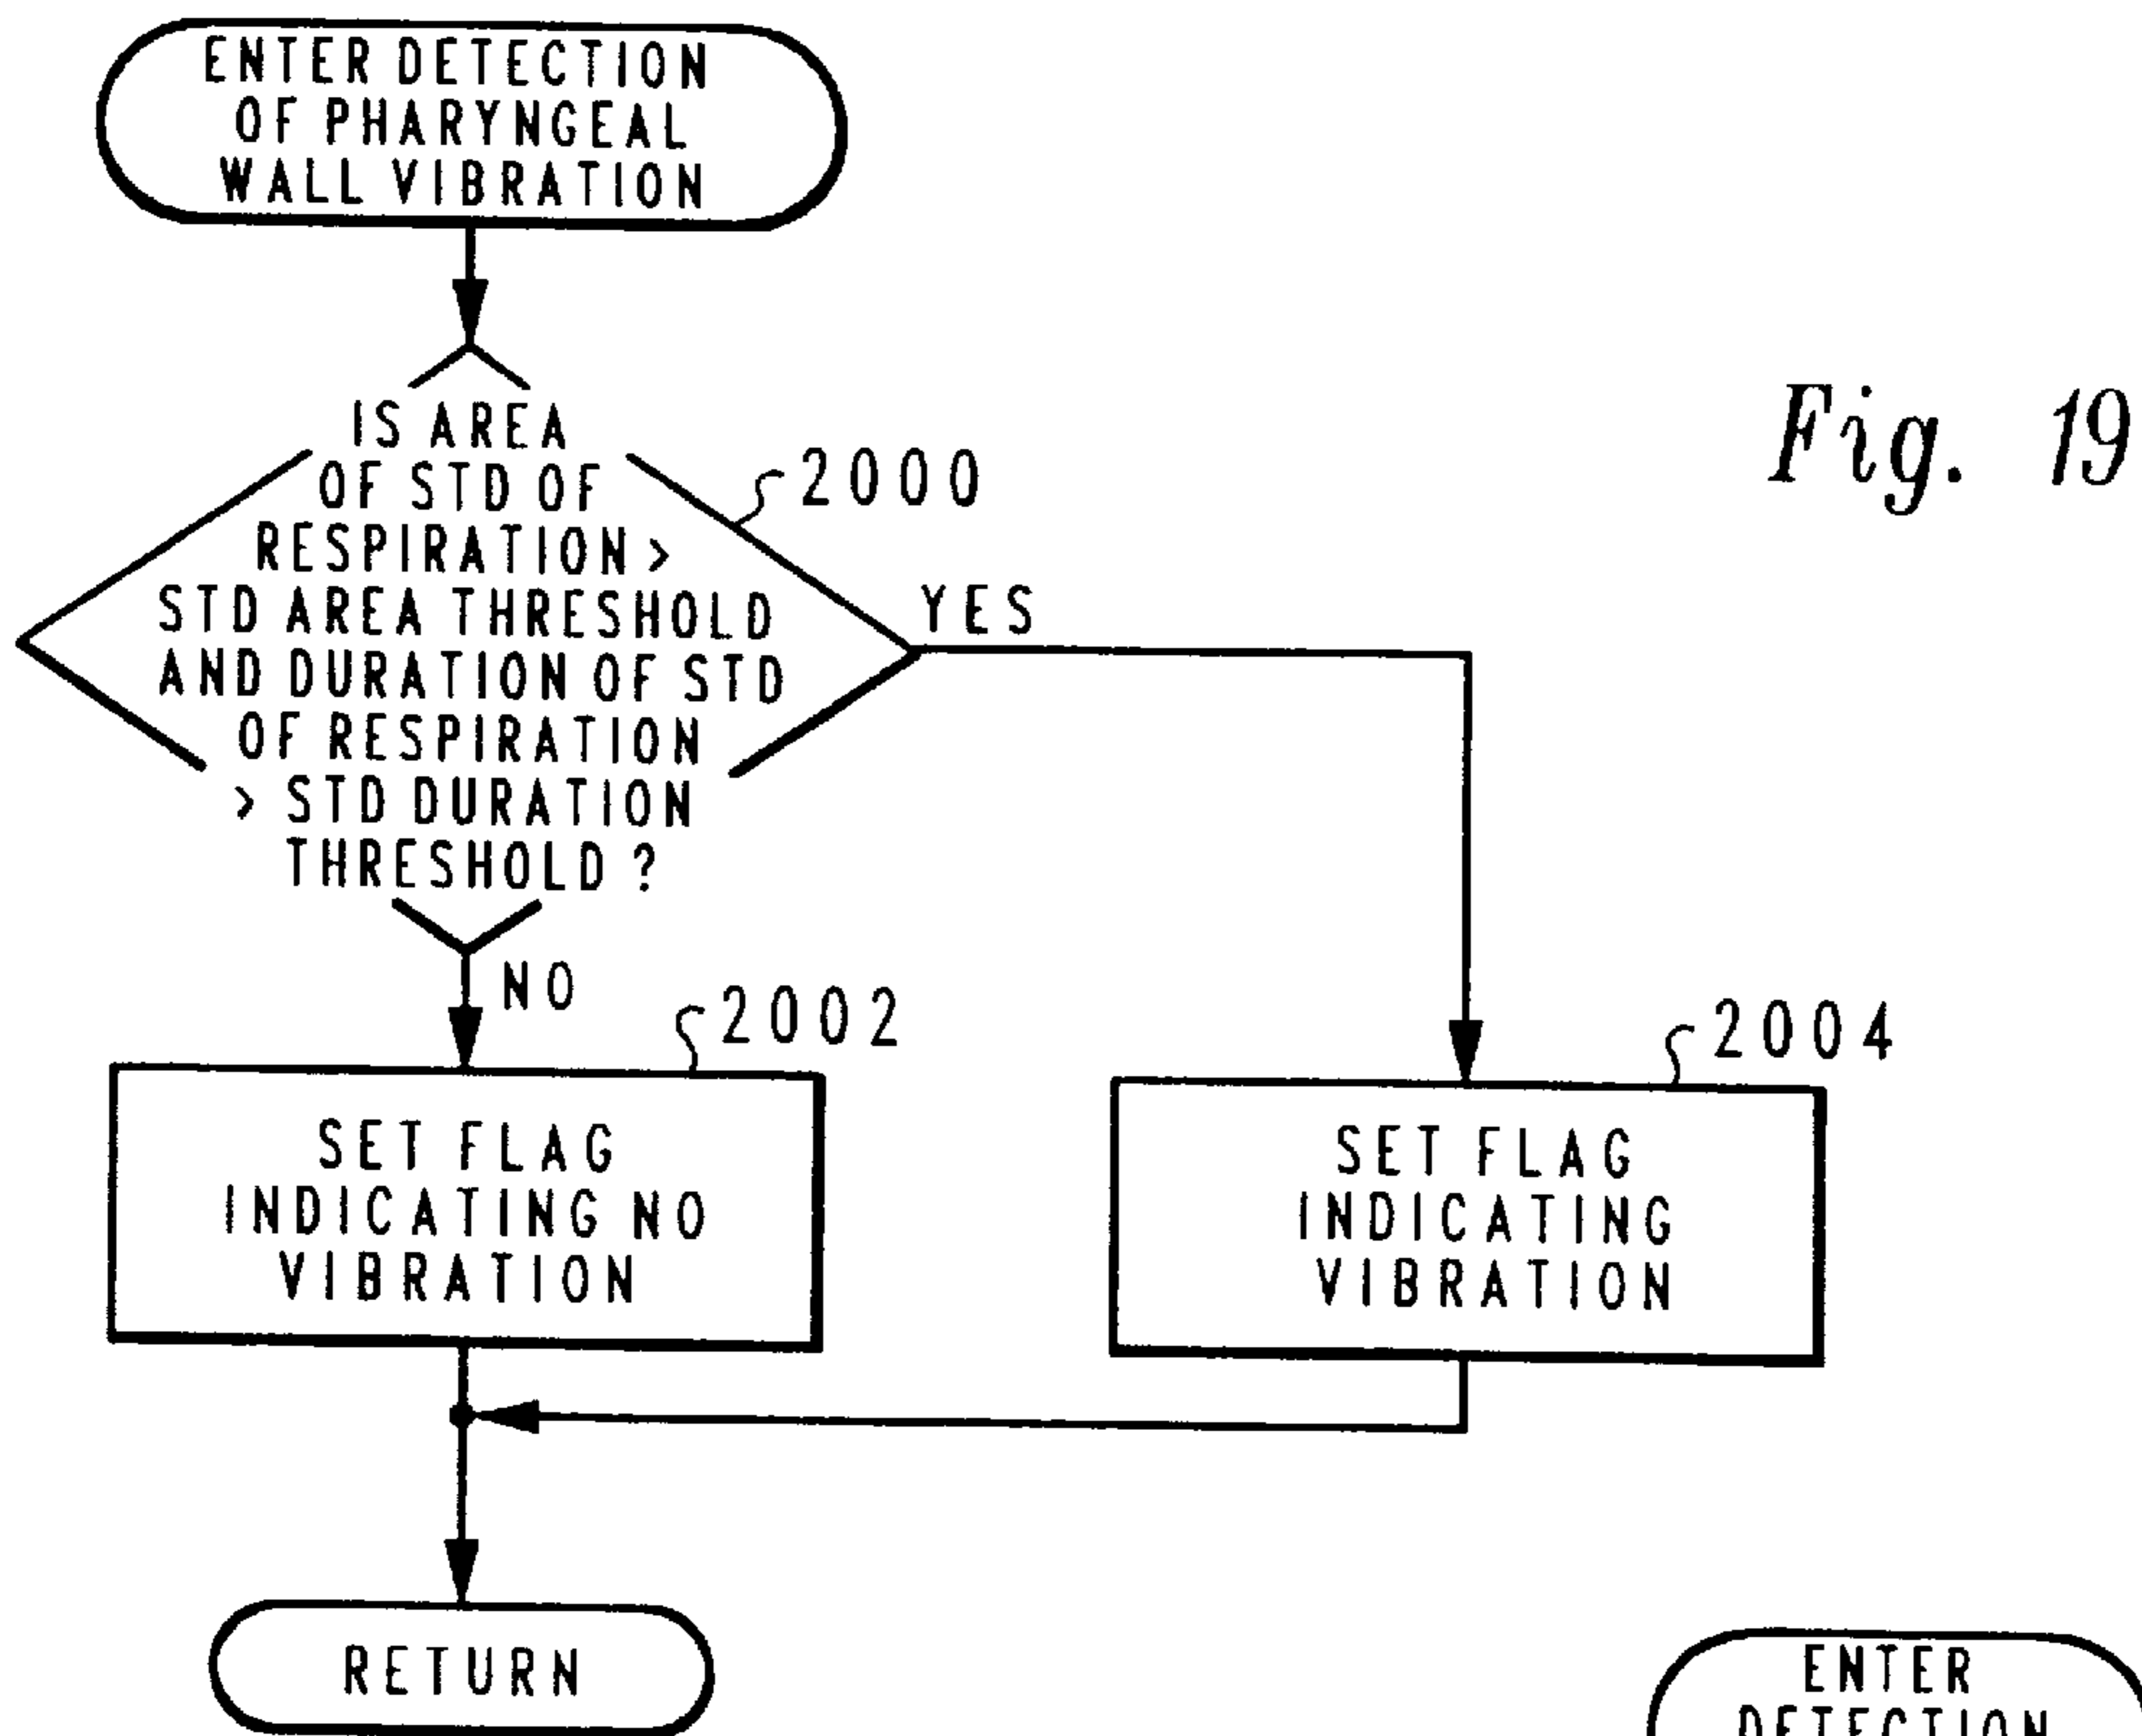 ENTER DETECTION
OF PHARYNGEAL
WALL VIBRATION
IS AREA
OF STD OF
RESPIRATION >
STD AREA THRESHOLD
AND DURATION OF STD
OF RESPIRATION
> STD DURATION
THRESHOLD ?
2000
YES
Fig. 19
NO
2002
SET FLAG
INDICATING NO
VIBRATION
2004
SET FLAG
INDICATING
VIBRATION
RETURN
ENTER
DETECTION